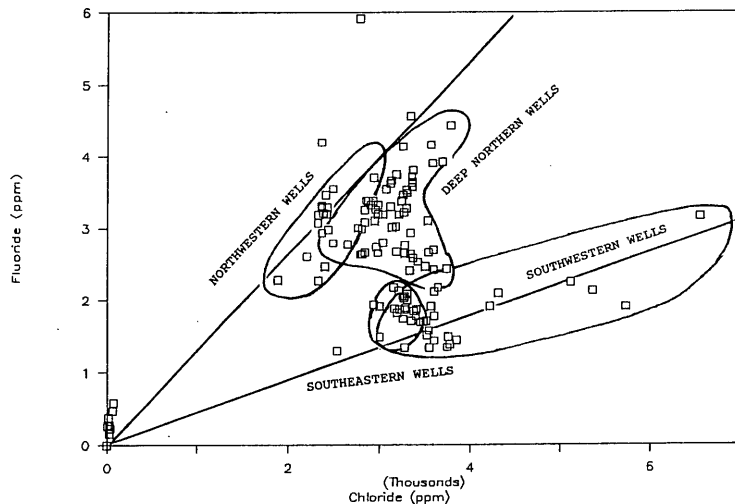 6
5
4
3
2
1
0
Fluoride (ppm)
NORTHWESTERN WELLS
DEEP NORTHERN WELLS
SOUTHWESTERN WELLS
SOUTHEASTERN WELLS
0
2
4
6
(Thousands)
Chloride (ppm)